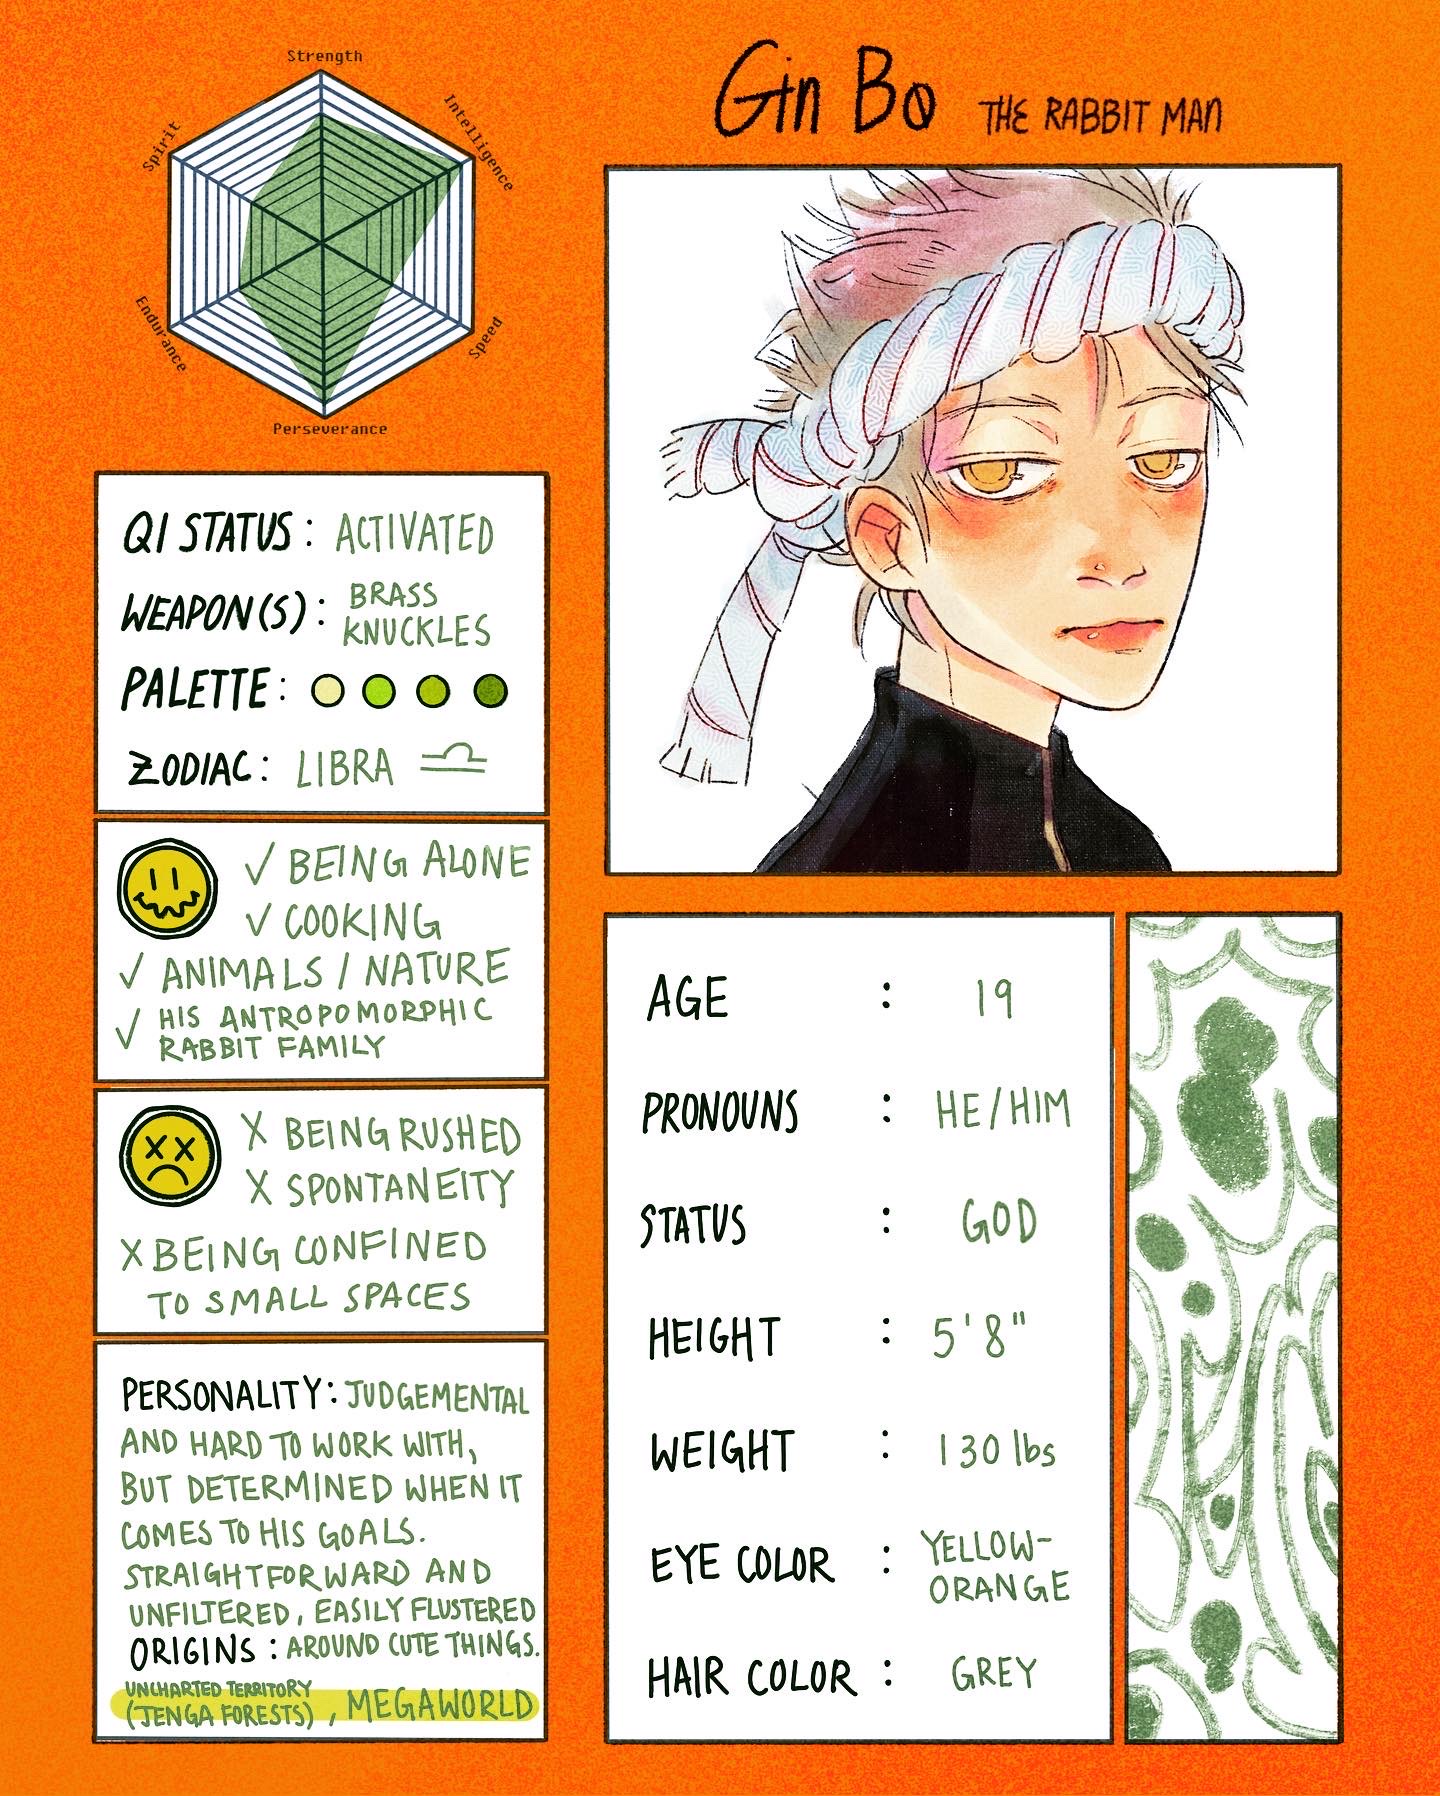 Strength
Intelligence
Spirit
Endurance
Speed
Perseverance
Gin Bo THE RABBIT MAN
QI STATUS : ACTIVATED
WEAPON(S) : BRASS
KNUCKLES
PALETTE :
ZODIAC : LIBRA ♎
✓ BEING ALONE
✓ COOKING
✓ ANIMALS / NATURE
✓ HIS ANTROPOMORPHIC
RABBIT FAMILY
X BEING RUSHED
X SPONTANEITY
X BEING CONFINED
TO SMALL SPACES
PERSONALITY : JUDGEMENTAL
AND HARD TO WORK WITH,
BUT DETERMINED WHEN IT
COMES TO HIS GOALS.
STRAIGHTFORWARD AND
UNFILTERED, EASILY FLUSTERED
AROUND CUTE THINGS.
ORIGINS :
UNCHARTED TERRITORY
(JENGA FORESTS) , MEGAWORLD
AGE : 19
PRONOUNS : HE/HIM
STATUS : GOD
HEIGHT : 5'8"
WEIGHT : 130 lbs
EYE COLOR : YELLOW-
ORANGE
HAIR COLOR : GREY